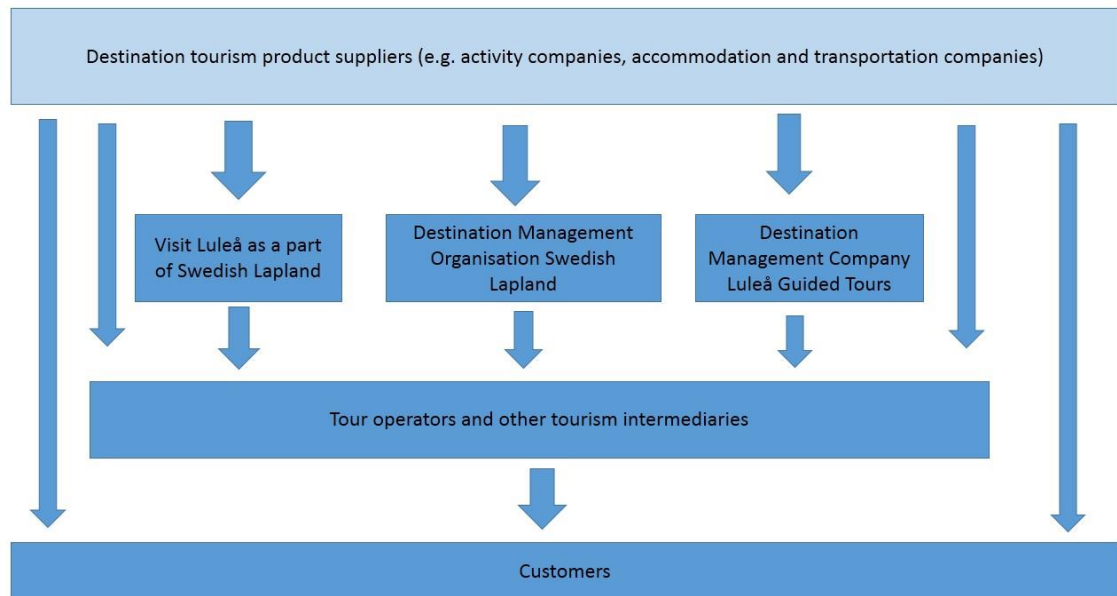 Destination tourism product suppliers (e.g. activity companies, accommodation and transportation companies)
Visit Luleå as a part
of Swedish Lapland
Destination Management
Organisation Swedish
Lapland
Destination
Management Company
Luleå Guided Tours
Tour operators and other tourism intermediaries
Customers